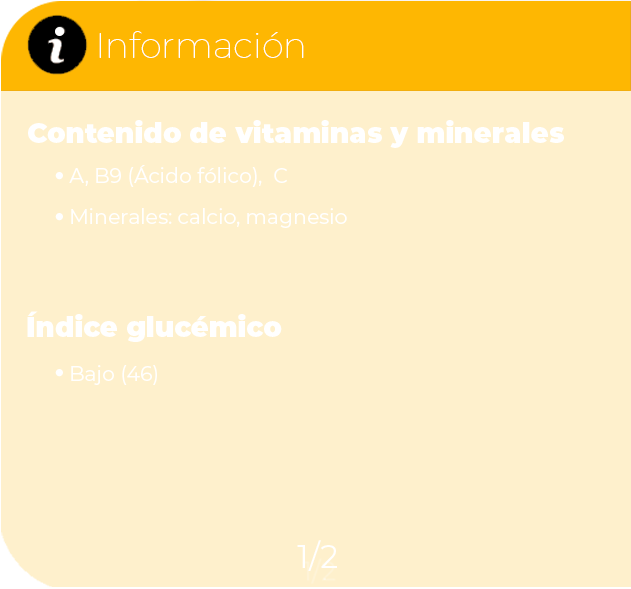 i Información
Contenido de vitaminas y minerales
• A, B9 (Ácido fólico), C
• Minerales: calcio, magnesio
Índice glucémico
• Bajo (46)
1/2